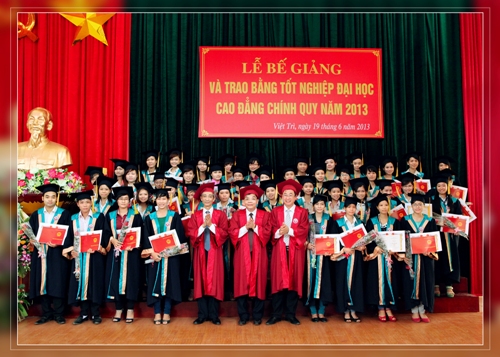 LỄ BẾ GIẢNG
VÀ TRAO BẰNG TỐT NGHIỆP ĐẠI HỌC
CAO ĐẲNG CHÍNH QUY NĂM 2013
Việt Trì, ngày 19 tháng 6 năm 2013